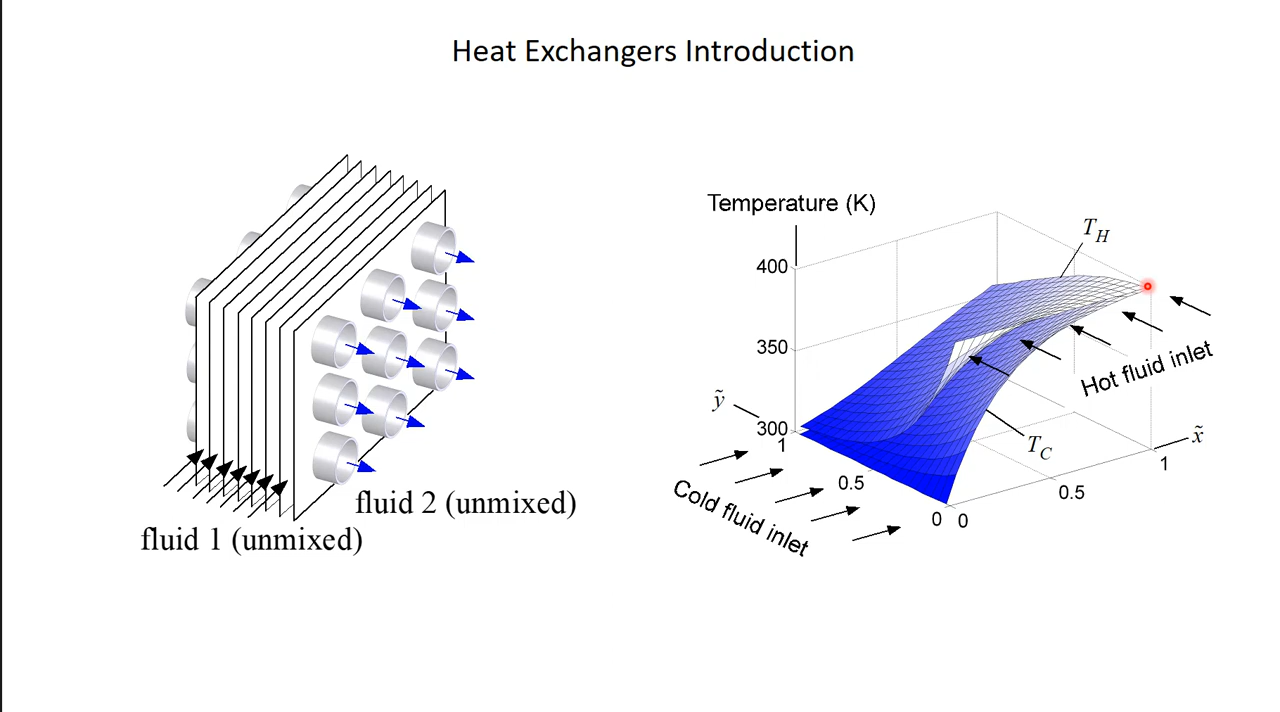 Heat Exchangers Introduction
fluid 2 (unmixed)
fluid 1 (unmixed)
Temperature (K)
T_H
400
350
300
ỹ
1
0.5
0
0
0.5
1
x̃
T_C
Hot fluid inlet
Cold fluid inlet